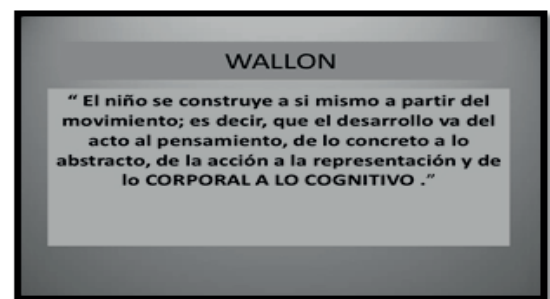 WALLON
“ El niño se construye a si mismo a partir del
movimiento; es decir, que el desarrollo va del
acto al pensamiento, de lo concreto a lo
abstracto, de la acción a la representación y de
lo CORPORAL A LO COGNITIVO .”